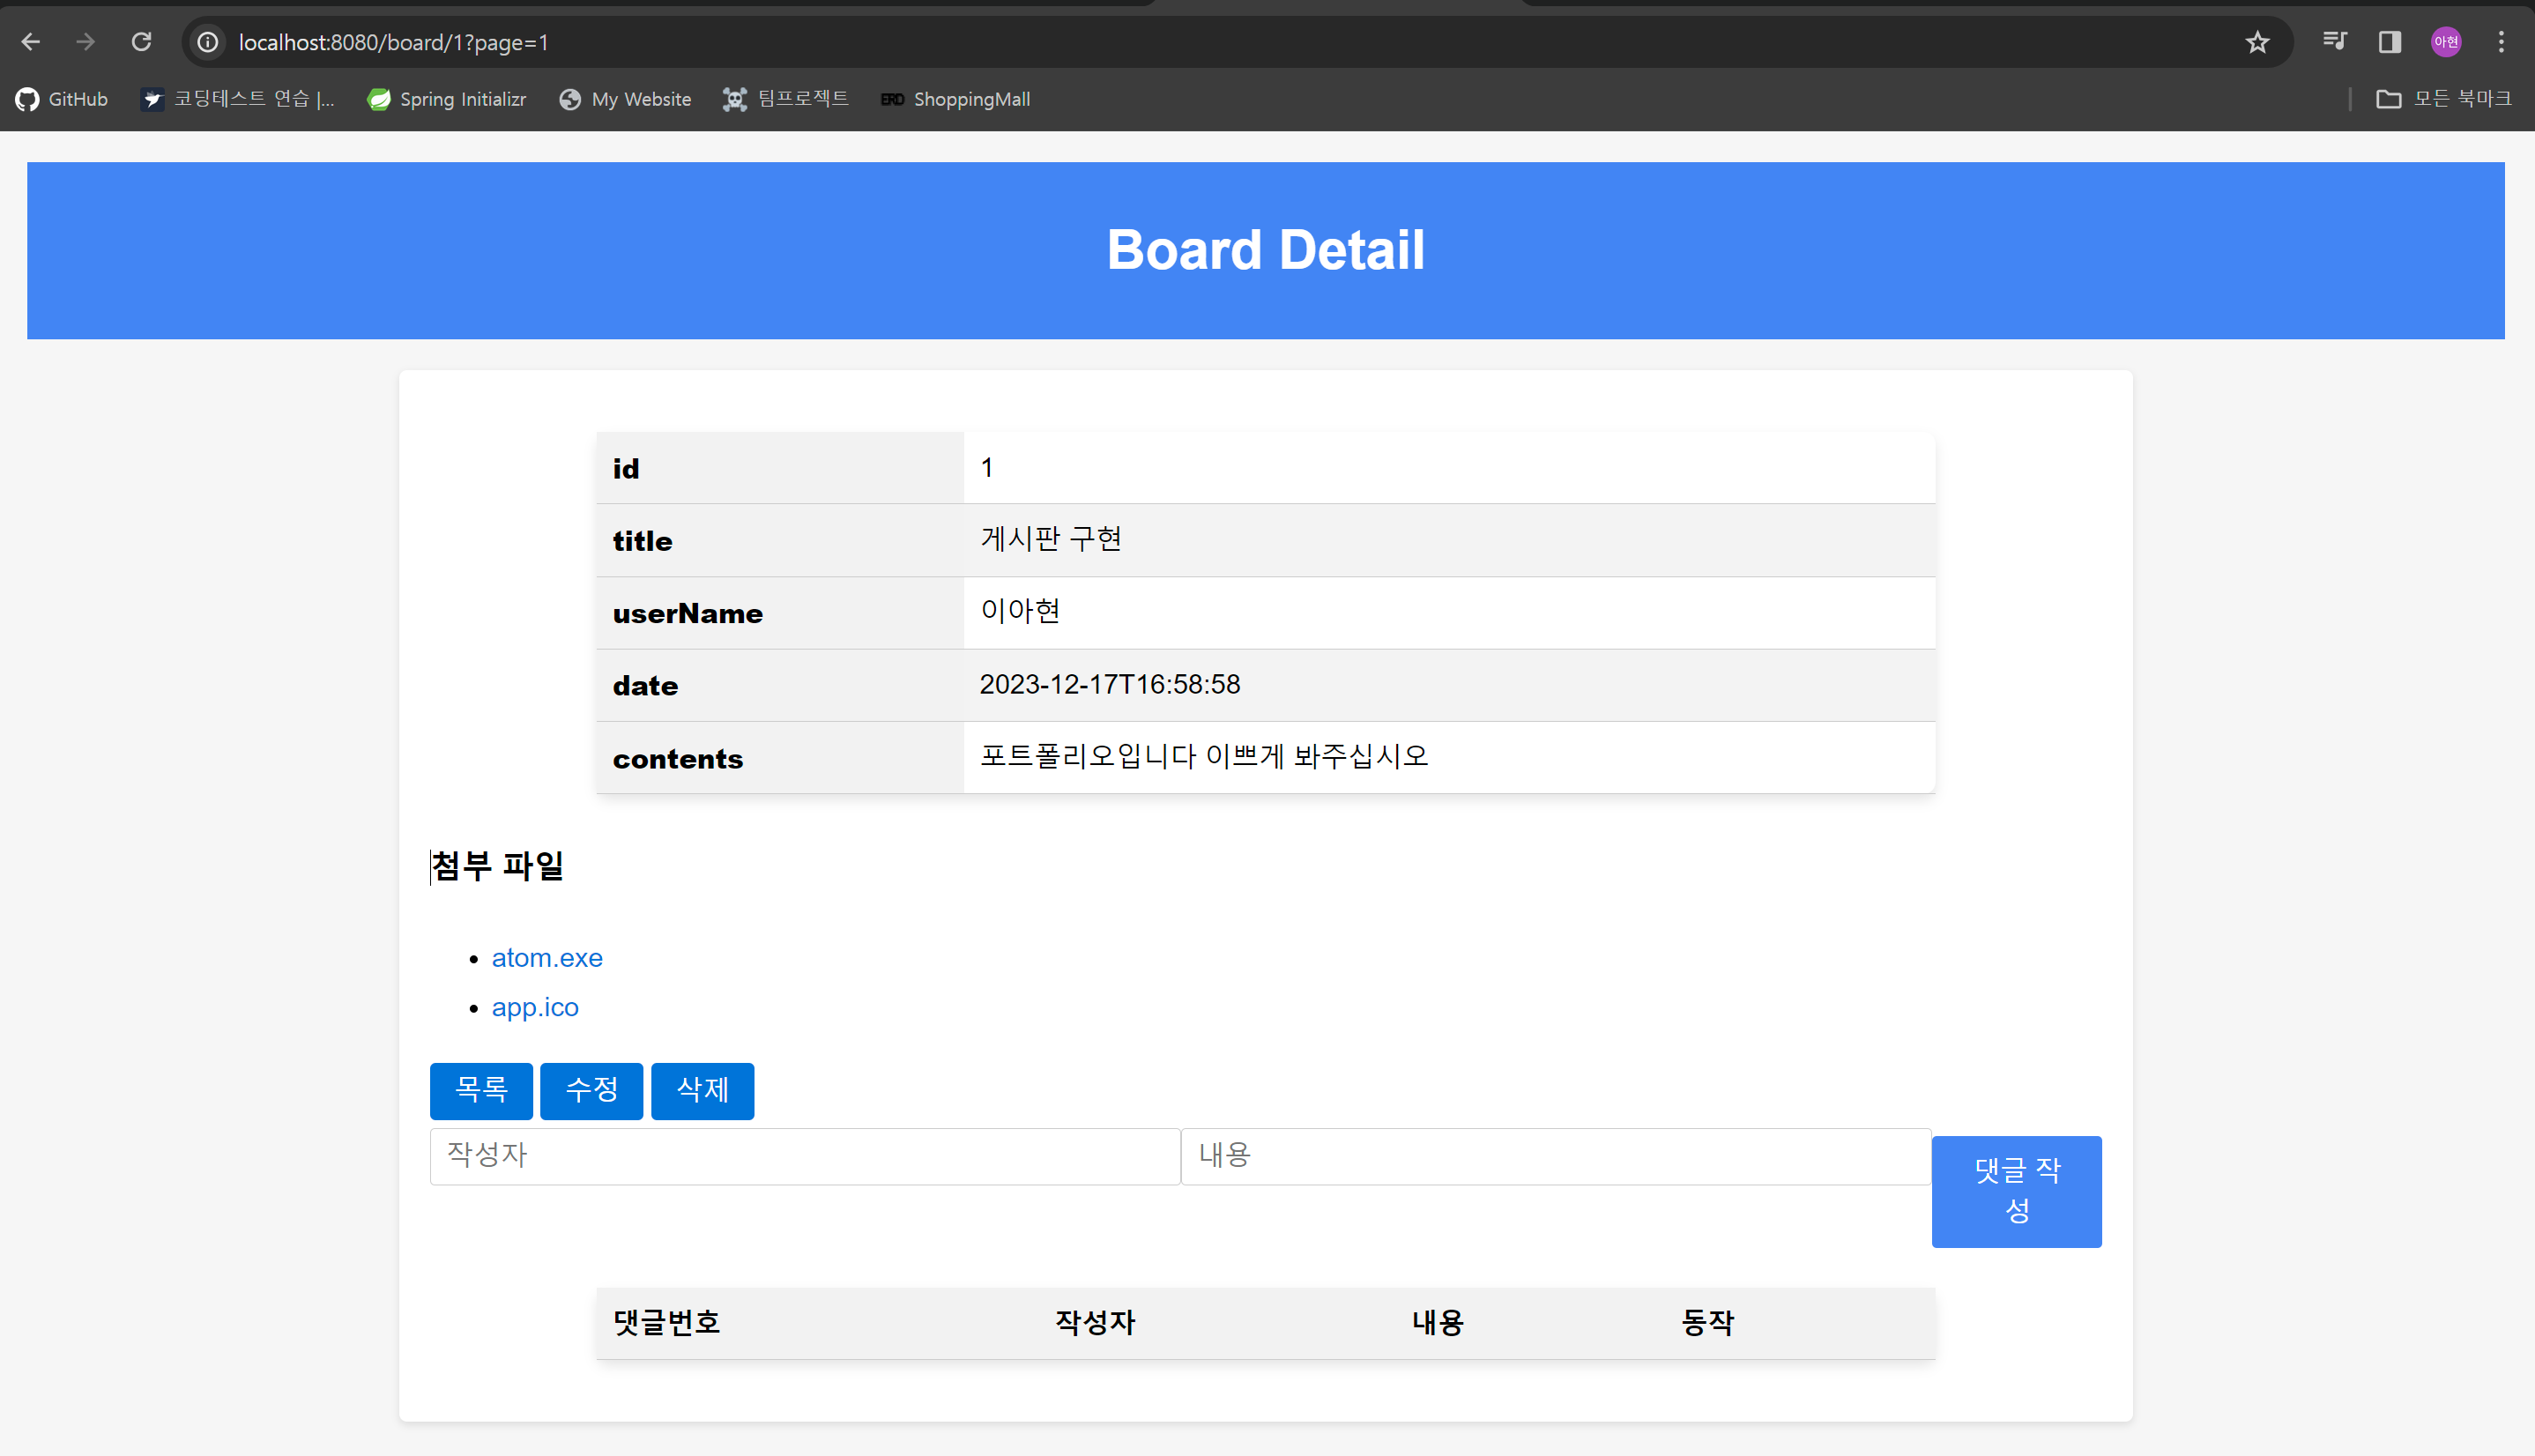 localhost:8080/board/1?page=1
아현
GitHub
코딩테스트 연습 |...
Spring Initializr
My Website
팀프로젝트
ERD
ShoppingMall
모든 북마크
Board Detail
id 1
title 게시판 구현
userName 이아현
date 2023-12-17T16:58:58
contents 포트폴리오입니다 이쁘게 봐주십시오
첨부 파일
atom.exe
app.ico
목록 수정 삭제
작성자 내용
댓글 작
성
댓글번호 작성자 내용 동작